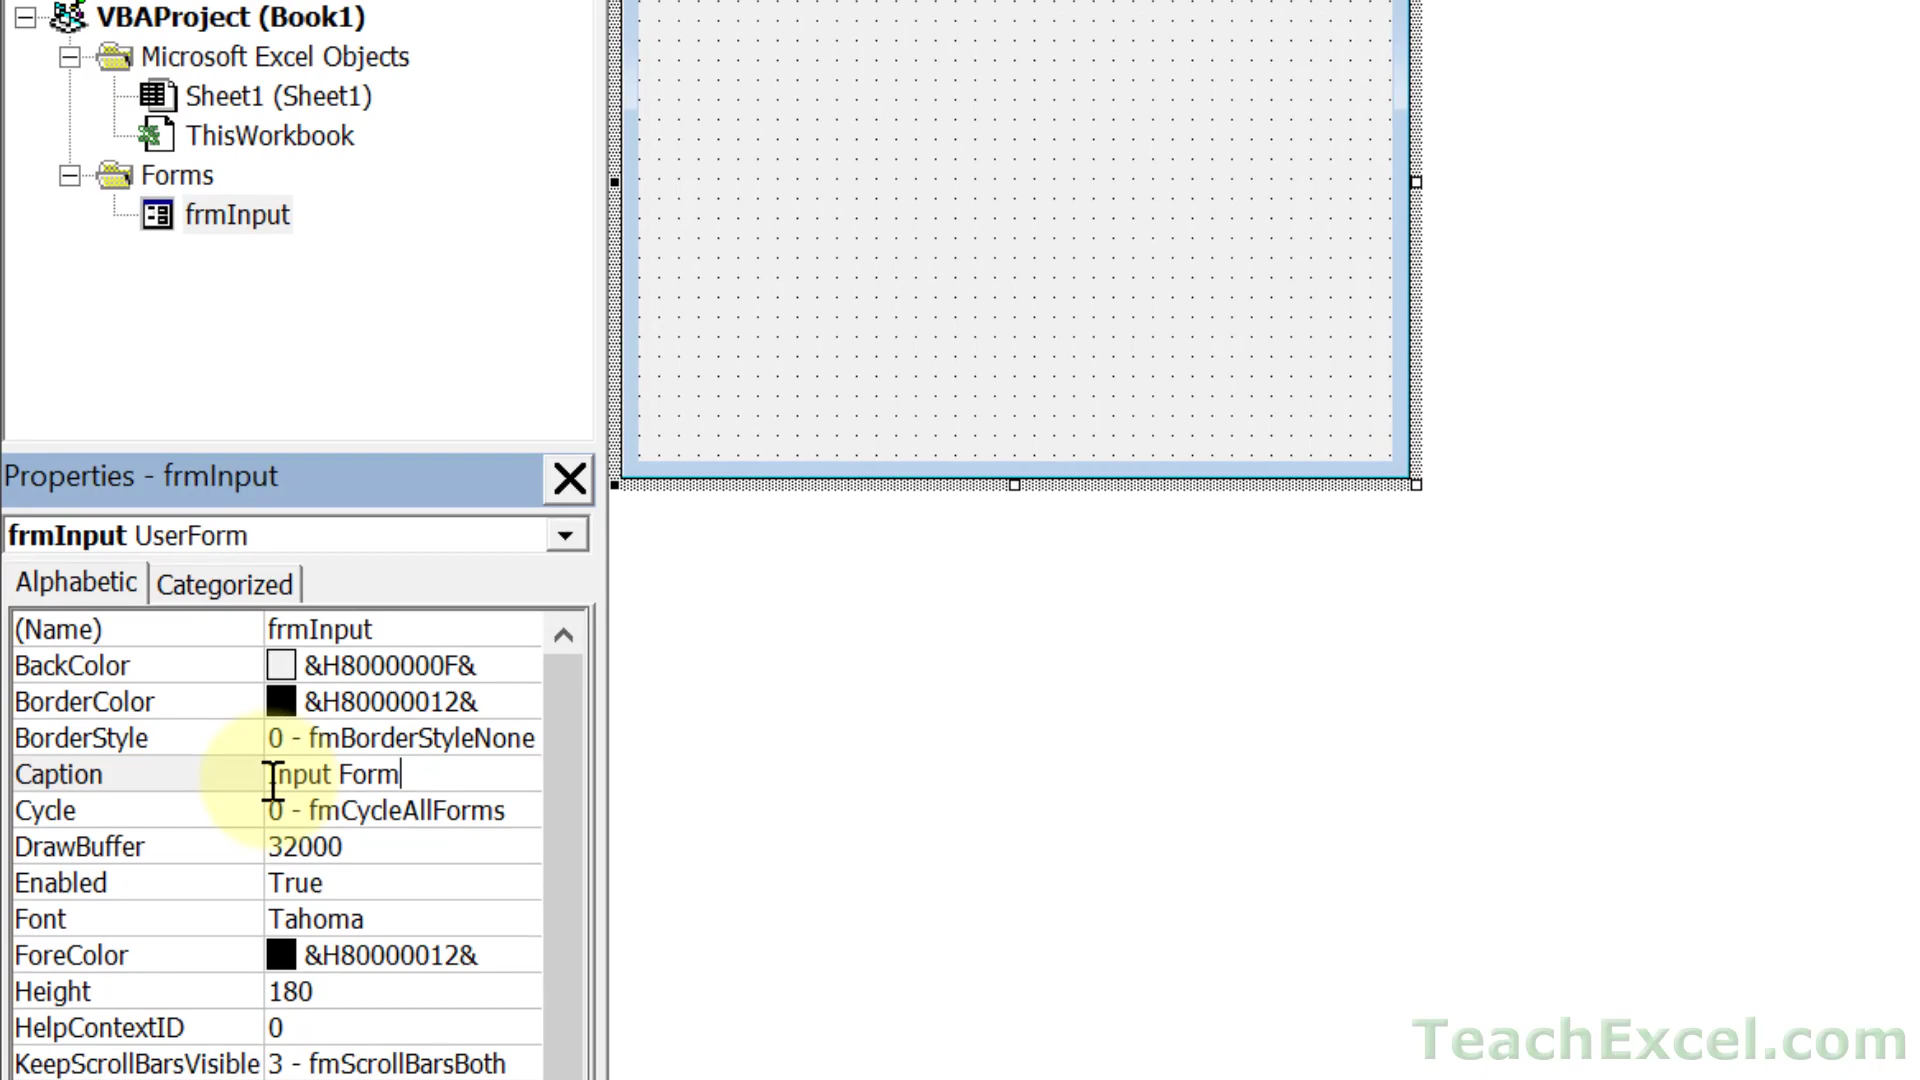 VBAProject (Book1)
Microsoft Excel Objects
Sheet1 (Sheet1)
ThisWorkbook
Forms
frmInput
Properties - frmInput
frmInput UserForm
Alphabetic Categorized
(Name) frmInput
BackColor &H8000000F&
BorderColor &H80000012&
BorderStyle 0 - fmBorderStyleNone
Caption Input Form
Cycle 0 - fmCycleAllForms
DrawBuffer 32000
Enabled True
Font Tahoma
ForeColor &H80000012&
Height 180
HelpContextID 0
KeepScrollBarsVisible 3 - fmScrollBarsBoth
TeachExcel.com